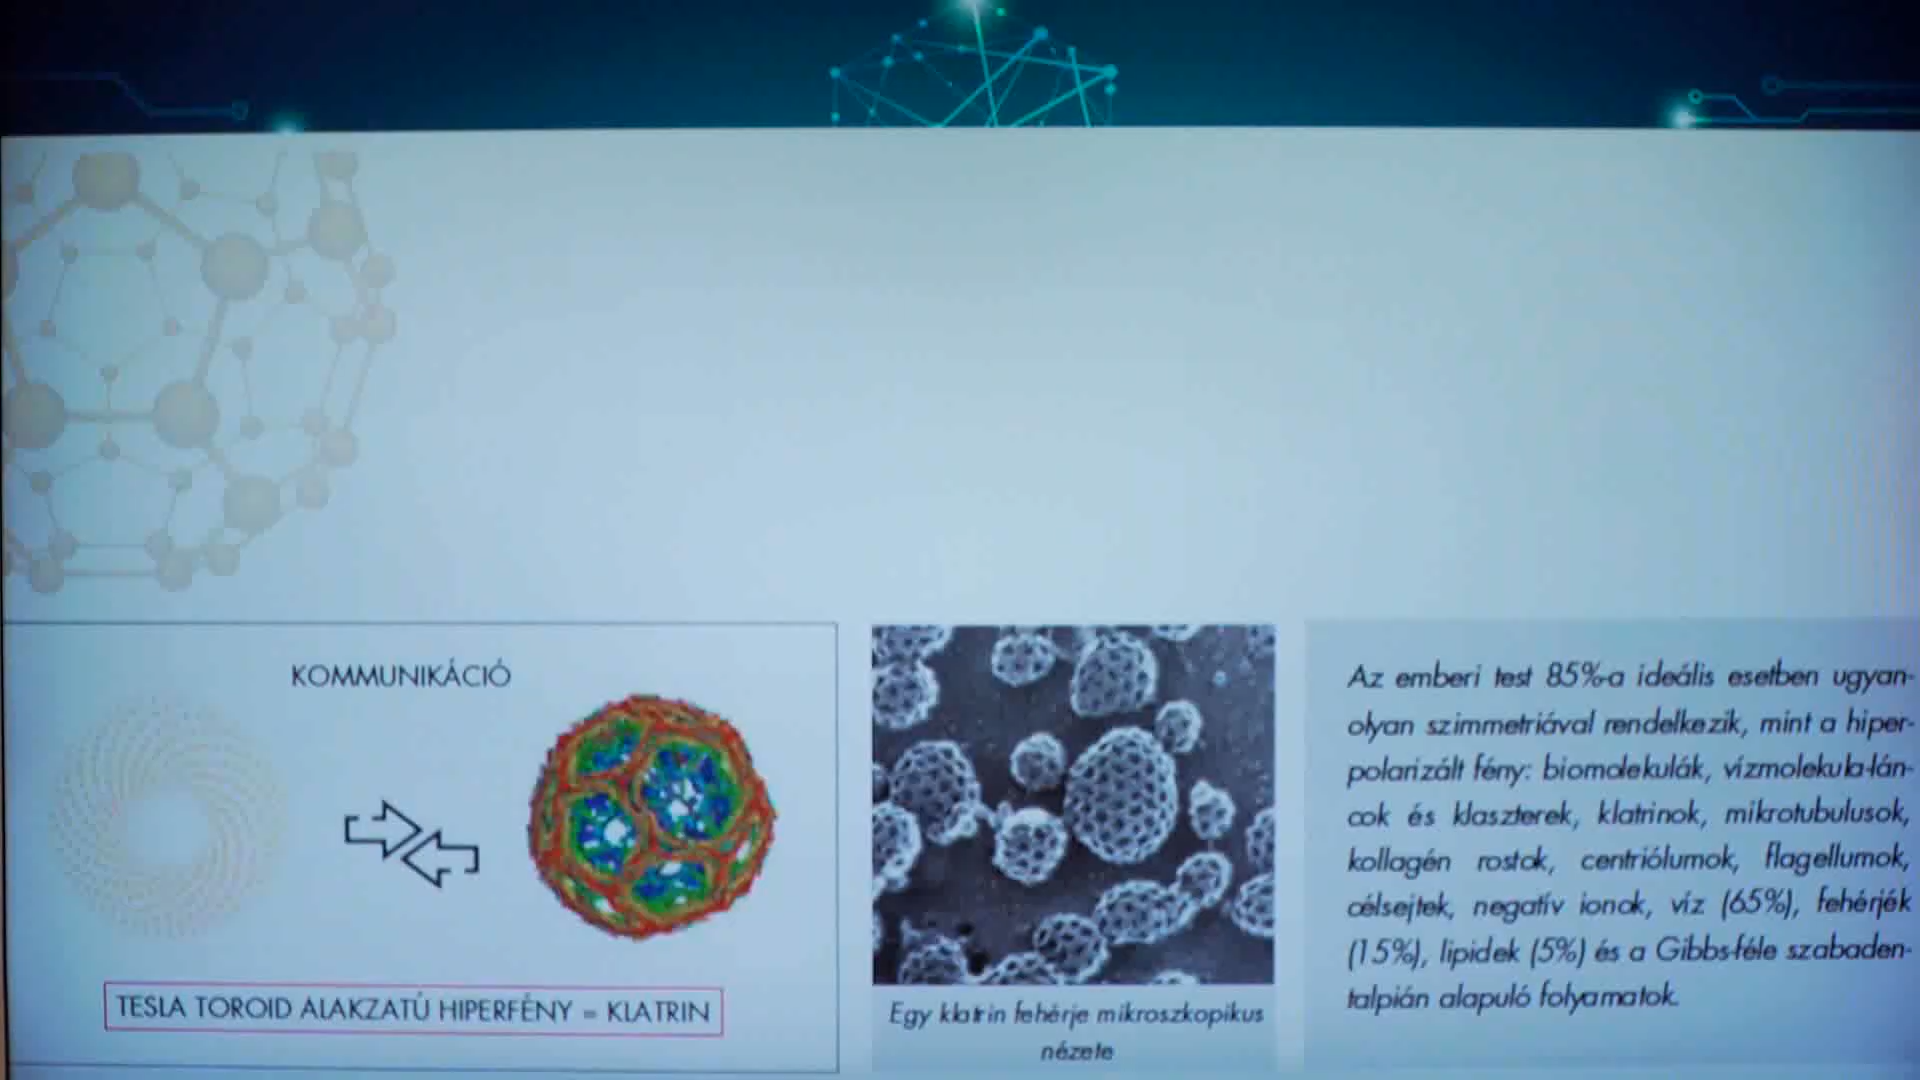 KOMMUNIKÁCIÓ
TESLA TOROID ALAKZATÚ HIPERFÉNY = KLATRIN
Egy klatrin fehérje mikroszkopikus
nézete
Az emberi test 85%-a ideális esetben ugyan-
olyan szimmetriával rendelkezik, mint a hiper-
polarizált fény: biomolekulák, vízmolekula-lán-
cok és klaszterek, klatrinok, mikrotubulusok,
kollagén rostok, centriólumok, flagellumok,
célsejtek, negatív ionok, víz (65%), fehérjék
(15%), lipidek (5%) és a Gibbs-féle szabaden-
talpián alapuló folyamatok.